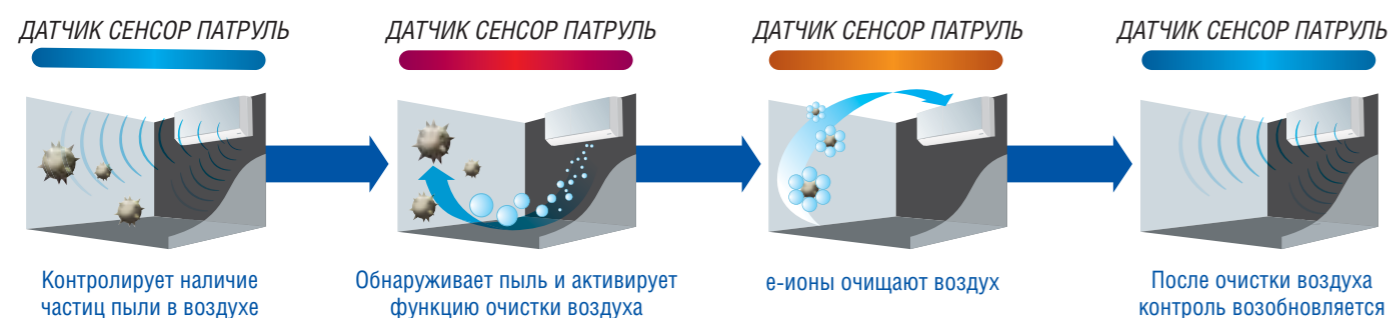 ДАТЧИК СЕНСОР ПАТРУЛЬ
Контролирует наличие
частиц пыли в воздухе
ДАТЧИК СЕНСОР ПАТРУЛЬ
Обнаруживает пыль и активирует
функцию очистки воздуха
ДАТЧИК СЕНСОР ПАТРУЛЬ
е-ионы очищают воздух
ДАТЧИК СЕНСОР ПАТРУЛЬ
После очистки воздуха
контроль возобновляется